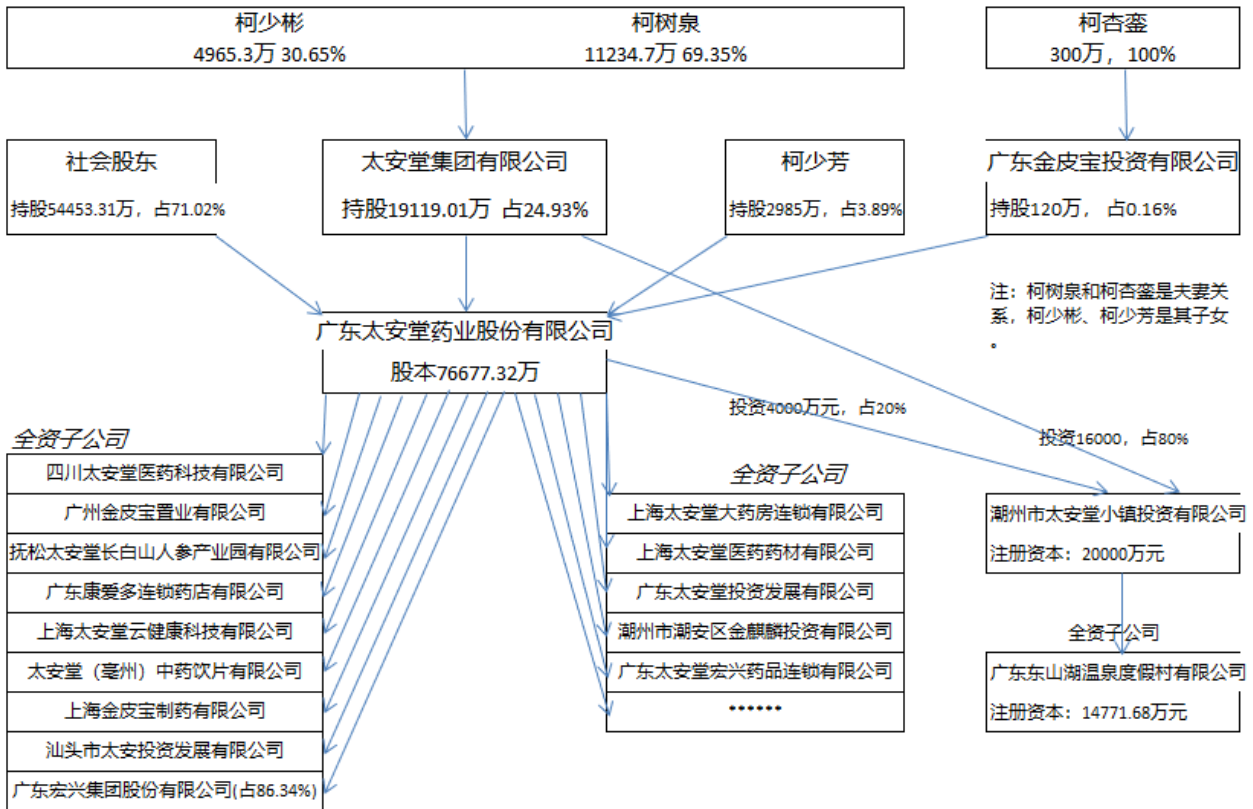 柯少彬
4965.3万 30.65%
柯树泉
11234.7万 69.35%
柯杏銮
300万，100%
社会股东
持股54453.31万，占71.02%
太安堂集团有限公司
持股19119.01万 占24.93%
柯少芳
持股2985万，占3.89%
广东金皮宝投资有限公司
持股120万， 占0.16%
注：柯树泉和柯杏銮是夫妻关
系，柯少彬、柯少芳是其子女
。
广东太安堂药业股份有限公司
股本76677.32万
投资4000万元，占20%
投资16000，占80%
全资子公司
四川太安堂医药科技有限公司
广州金皮宝置业有限公司
抚松太安堂长白山人参产业园有限公司
广东康爱多连锁药店有限公司
上海太安堂云健康科技有限公司
太安堂（亳州）中药饮片有限公司
上海金皮宝制药有限公司
汕头市太安投资发展有限公司
广东宏兴集团股份有限公司(占86.34%)
全资子公司
上海太安堂大药房连锁有限公司
上海太安堂医药药材有限公司
广东太安堂投资发展有限公司
潮州市潮安区金麒麟投资有限公司
广东太安堂宏兴药品连锁有限公司
······
潮州市太安堂小镇投资有限公司
注册资本：20000万元
全资子公司
广东东山湖温泉度假村有限公司
注册资本：14771.68万元